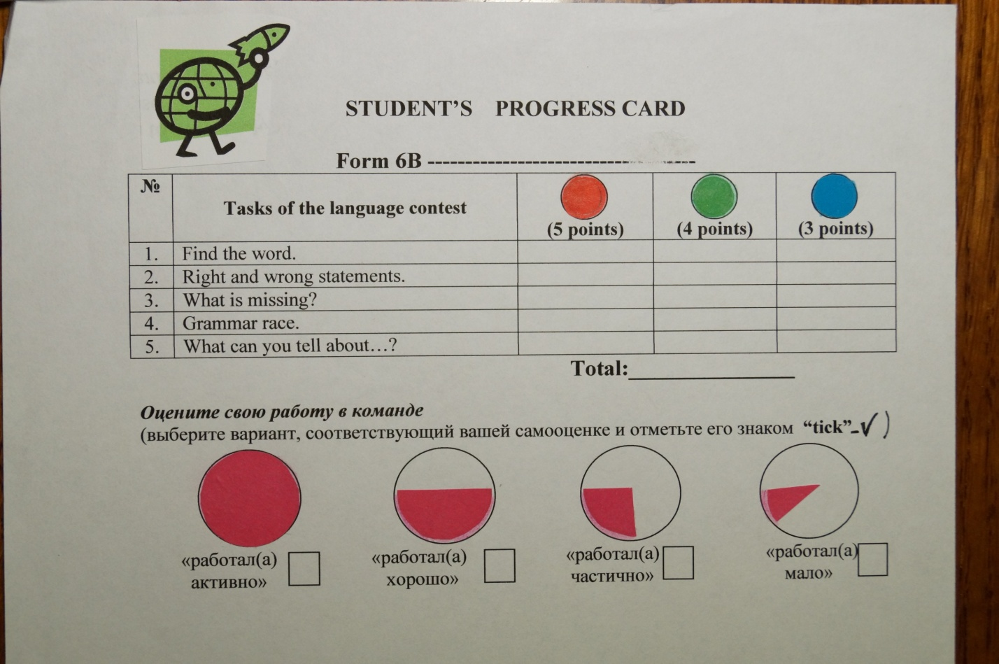 STUDENT'S PROGRESS CARD
Form 6B --------------------------------------
№ Tasks of the language contest (5 points) (4 points) (3 points)
1. Find the word.
2. Right and wrong statements.
3. What is missing?
4. Grammar race.
5. What can you tell about…?
Total:_______________
Оцените свою работу в команде
(выберите вариант, соответствующий вашей самооценке и отметьте его знаком “tick”-✓)
«работал(а) «работал(а) «работал(а) «работал(а)
активно» хорошо» частично» мало»